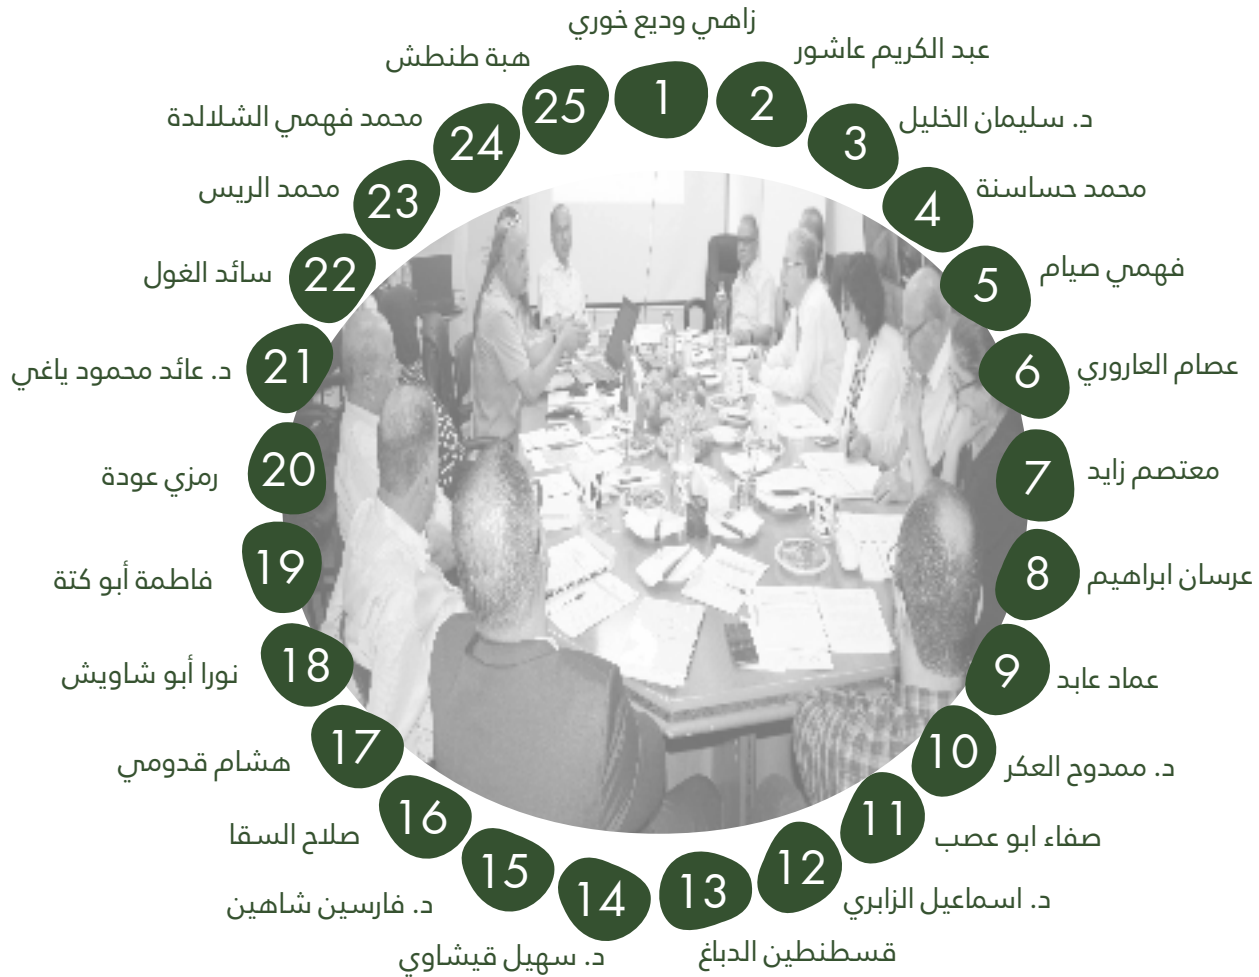 1 زاهي وديع خوري
2 عبد الكريم عاشور
3 د. سليمان الخليل
4 محمد حساسنة
5 فهمي صيام
6 عصام العاروري
7 معتصم زايد
8 عرسان ابراهيم
9 عماد عابد
10 د. ممدوح العكر
11 صفاء ابو عصب
12 د. اسماعيل الزابري
13 قسطنطين الدباغ
14 د. سهيل قيشاوي
15 د. فارسين شاهين
16 صلاح السقا
17 هشام قدومي
18 نورا أبو شاويش
19 فاطمة أبو كتة
20 رمزي عودة
21 د. عائد محمود ياغي
22 سائد الغول
23 محمد الريس
24 محمد فهمي الشلالدة
25 هبة طنطش